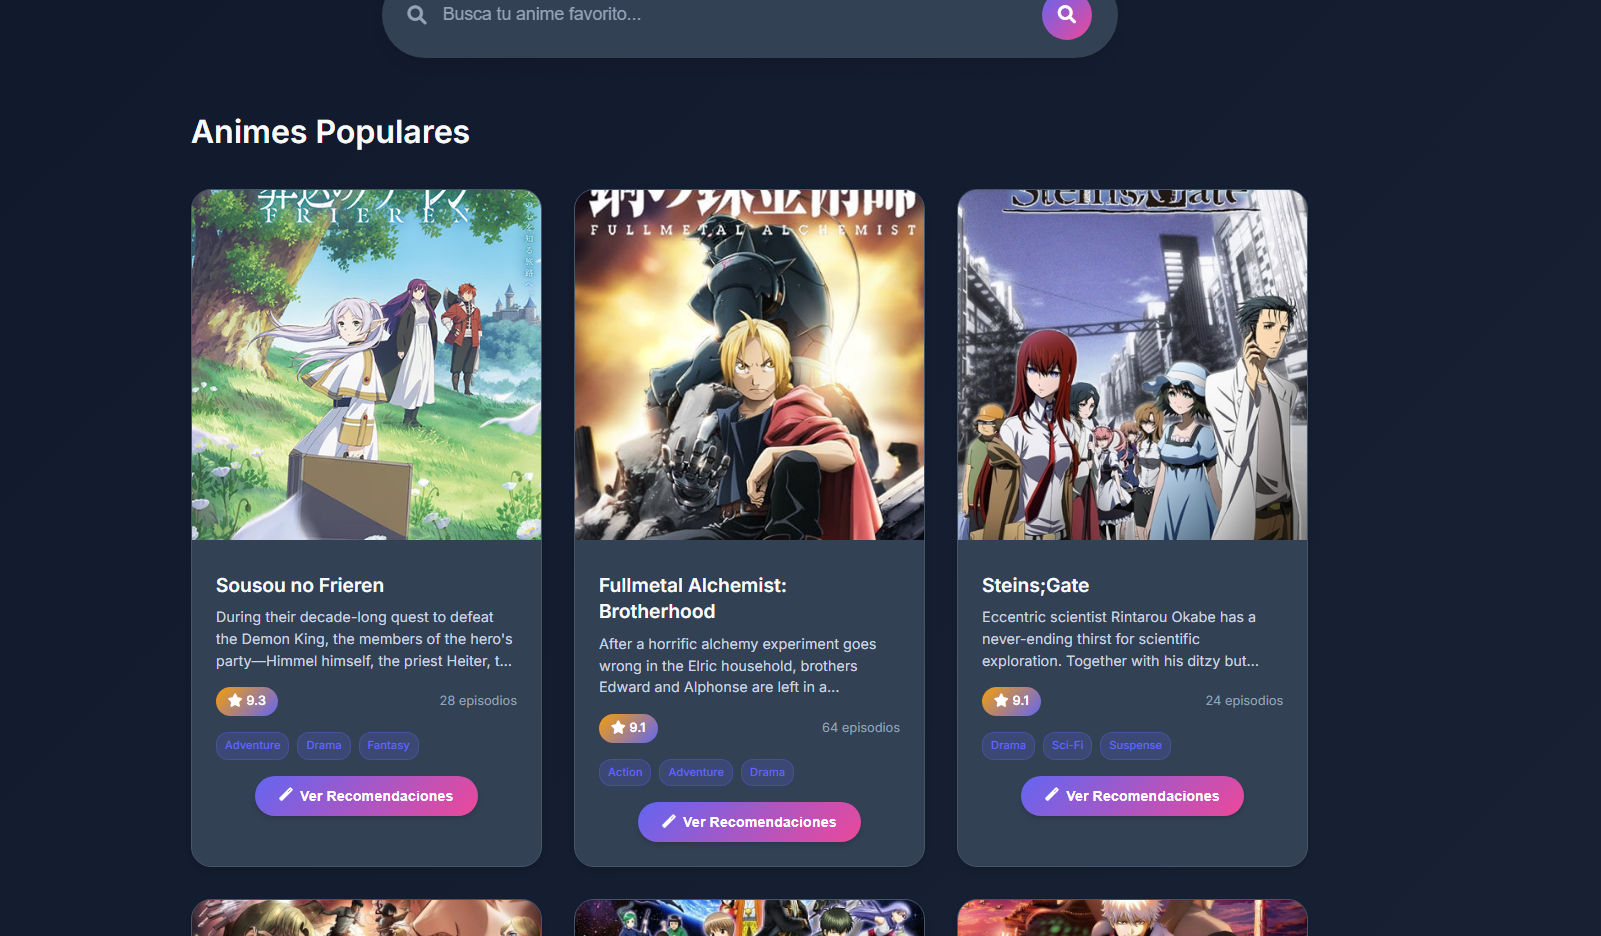 Busca tu anime favorito...
Animes Populares
FRIEREN
FULLMETAL ALCHEMIST
Steins;Gate
Sousou no Frieren
During their decade-long quest to defeat
the Demon King, the members of the hero's
party—Himmel himself, the priest Heiter, t...
9.3
28 episodios
Adventure
Drama
Fantasy
Ver Recomendaciones
Fullmetal Alchemist:
Brotherhood
After a horrific alchemy experiment goes
wrong in the Elric household, brothers
Edward and Alphonse are left in a...
9.1
64 episodios
Action
Adventure
Drama
Ver Recomendaciones
Steins;Gate
Eccentric scientist Rintarou Okabe has a
never-ending thirst for scientific
exploration. Together with his ditzy but...
9.1
24 episodios
Drama
Sci-Fi
Suspense
Ver Recomendaciones